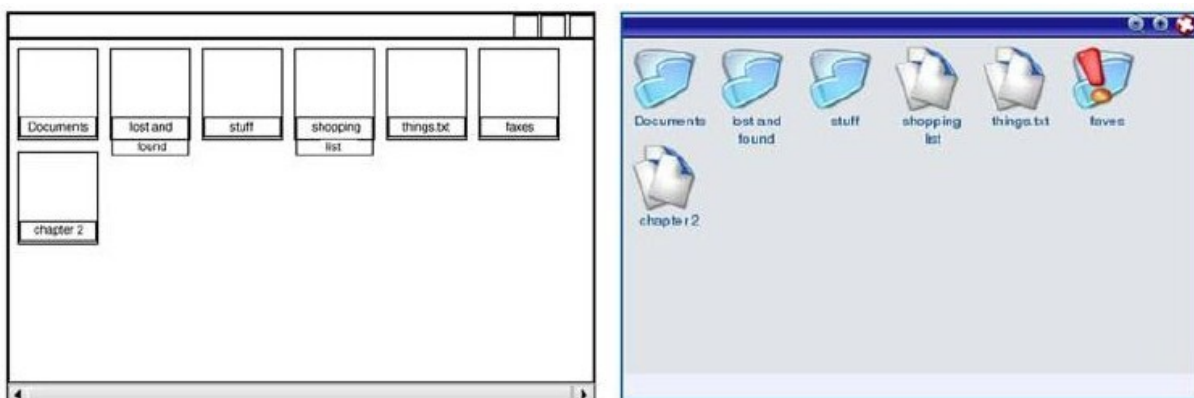 Documents
lost and
found
stuff
shopping
list
things.txt
faxes
chapter 2
Documents
lost and
found
stuff
shopping
list
things.txt
faxes
chapter 2